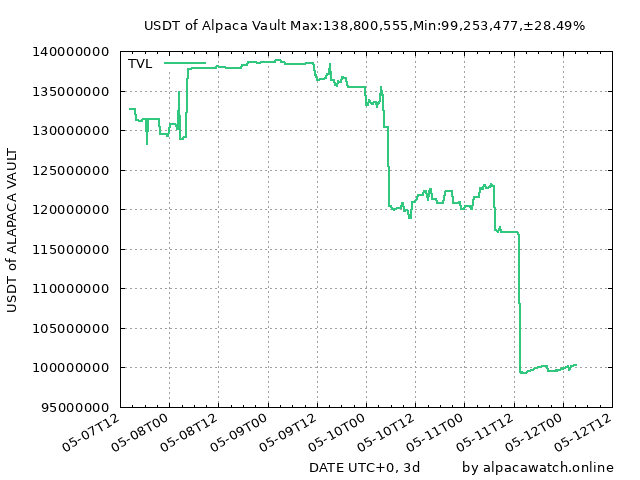 USDT of Alpaca Vault Max:138,800,555,Min:99,253,477,±28.49%
TVL
140000000
135000000
130000000
125000000
120000000
115000000
110000000
105000000
100000000
95000000
USDT of ALAPACA VAULT
05-07T12
05-08T00
05-08T12
05-09T00
05-09T12
05-10T00
05-10T12
05-11T00
05-11T12
05-12T00
05-12T12
DATE UTC+0, 3d
by alpacawatch.online